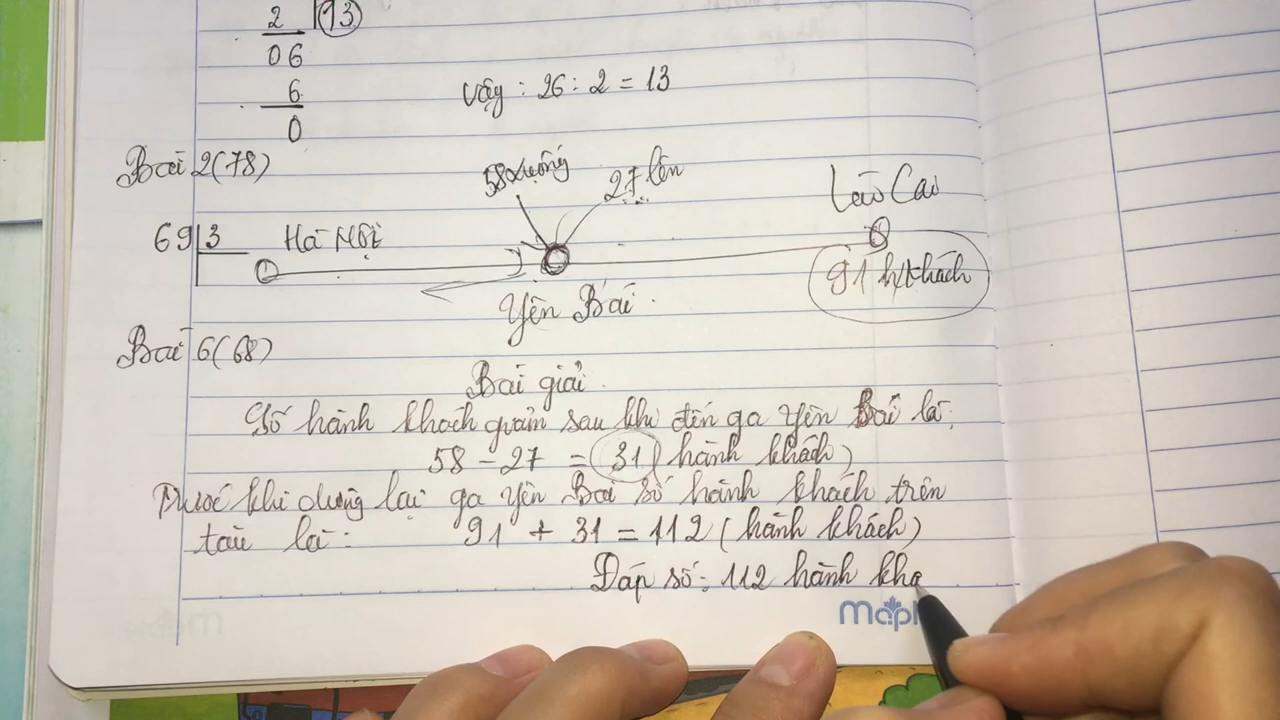 2 13
06
6
0
Vậy : 26 : 2 = 13
Bài 2 (78)
58 xuống
27 lên
Lào Cai
69 3
Hà Nội
91 h/khách
Yên Bái
Bài 6 (68)
Bài giải
Số hành khách giảm sau khi đến ga Yên Bái là:
58 - 27 = 31 (hành khách)
Trước khi dừng lại ga Yên Bái số hành khách trên
tàu là: 91 + 31 = 112 (hành khách)
Đáp số: 112 hành kha